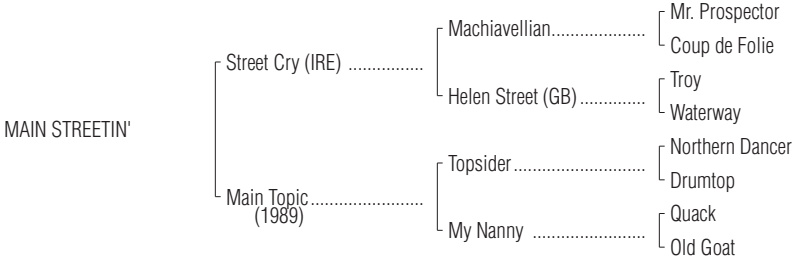 Mr. Prospector
Machiavellian....................
Coup de Folie
Street Cry (IRE) ................
Troy
Helen Street (GB)..............
Waterway
MAIN STREETIN'
Northern Dancer
Topsider............................
Drumtop
Main Topic........................
(1989)
Quack
My Nanny ........................
Old Goat